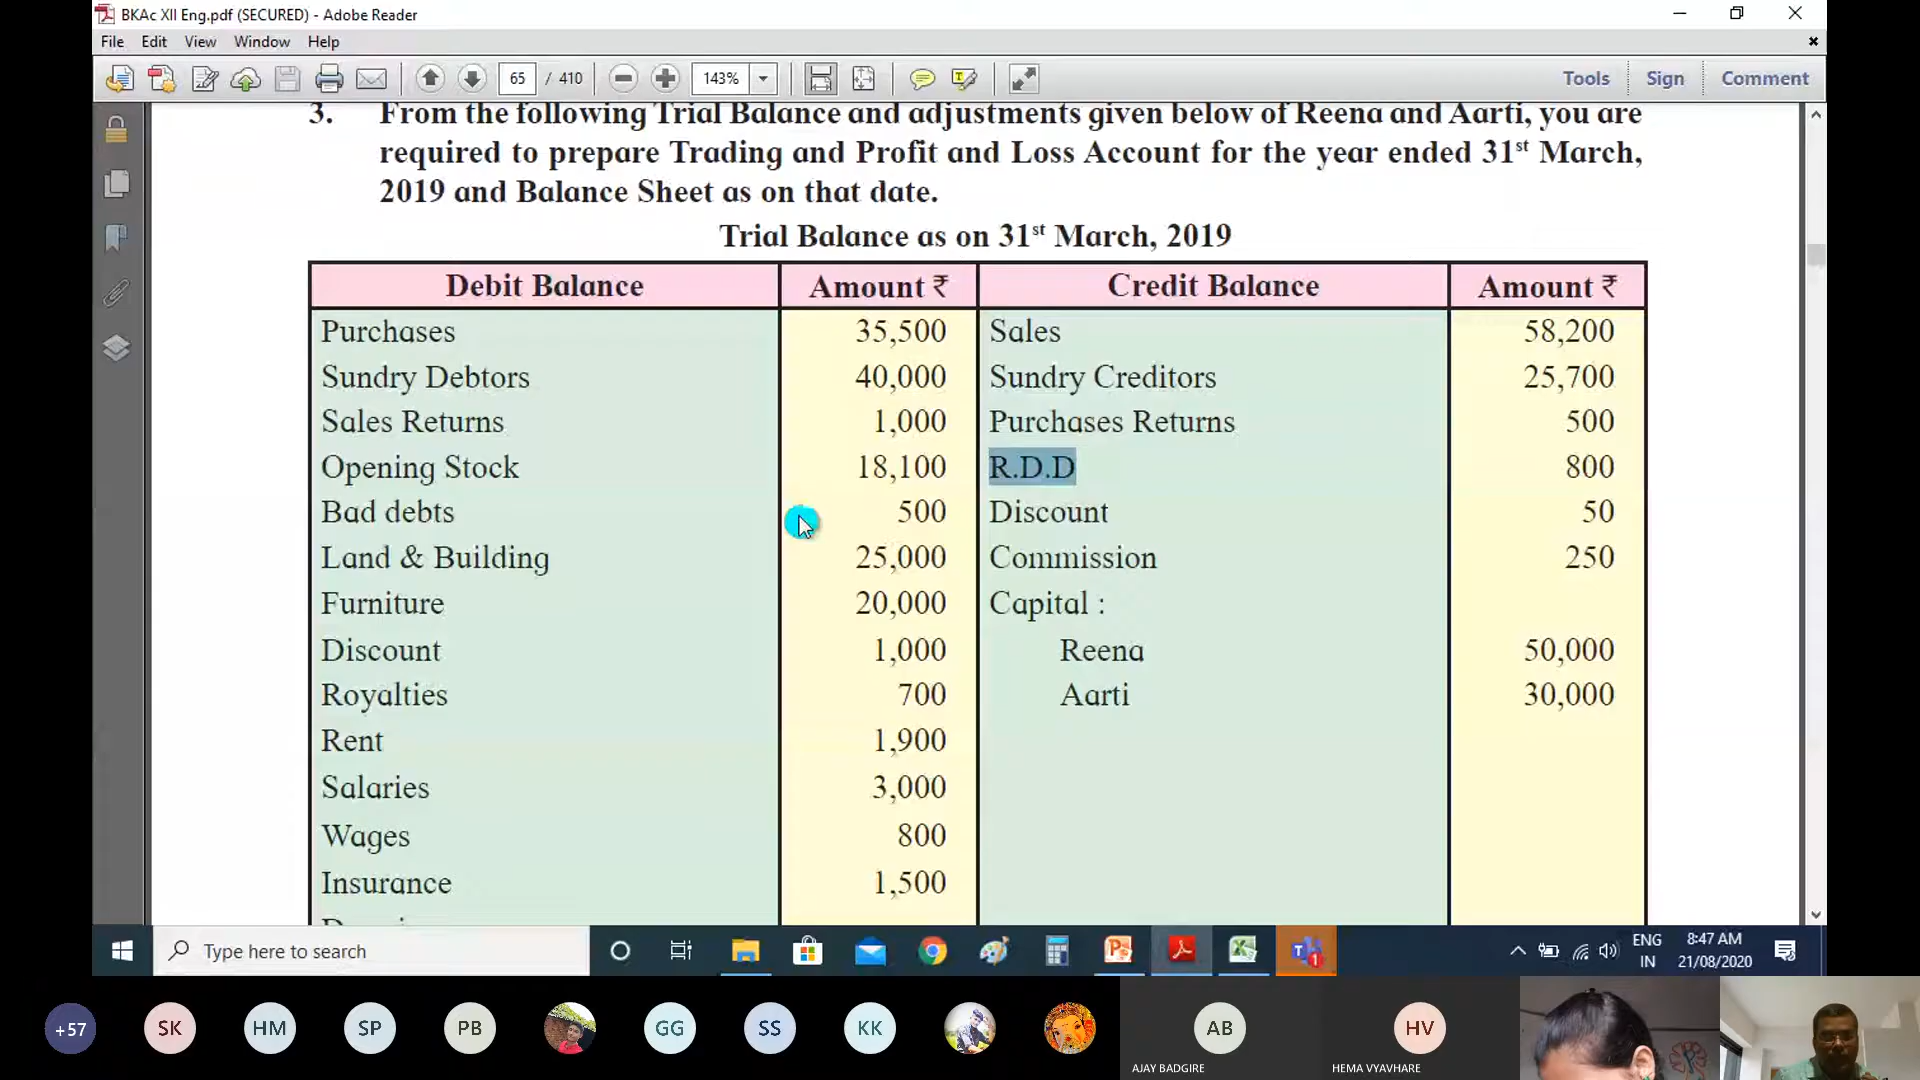 BKAc XII Eng.pdf (SECURED) - Adobe Reader
File Edit View Window Help
65 / 410 143% Tools Sign Comment
3. From the following Trial Balance and adjustments given below of Reena and Aarti, you are
required to prepare Trading and Profit and Loss Account for the year ended 31st March,
2019 and Balance Sheet as on that date.
Trial Balance as on 31st March, 2019
Debit Balance Amount ₹ Credit Balance Amount ₹
Purchases 35,500 Sales 58,200
Sundry Debtors 40,000 Sundry Creditors 25,700
Sales Returns 1,000 Purchases Returns 500
Opening Stock 18,100 R.D.D 800
Bad debts 500 Discount 50
Land & Building 25,000 Commission 250
Furniture 20,000 Capital :
Discount 1,000 Reena 50,000
Royalties 700 Aarti 30,000
Rent 1,900
Salaries 3,000
Wages 800
Insurance 1,500
Type here to search
ENG 8:47 AM
IN 21/08/2020
+57 SK HM SP PB GG SS KK AB HV
AJAY BADGIRE HEMA VYAVHARE